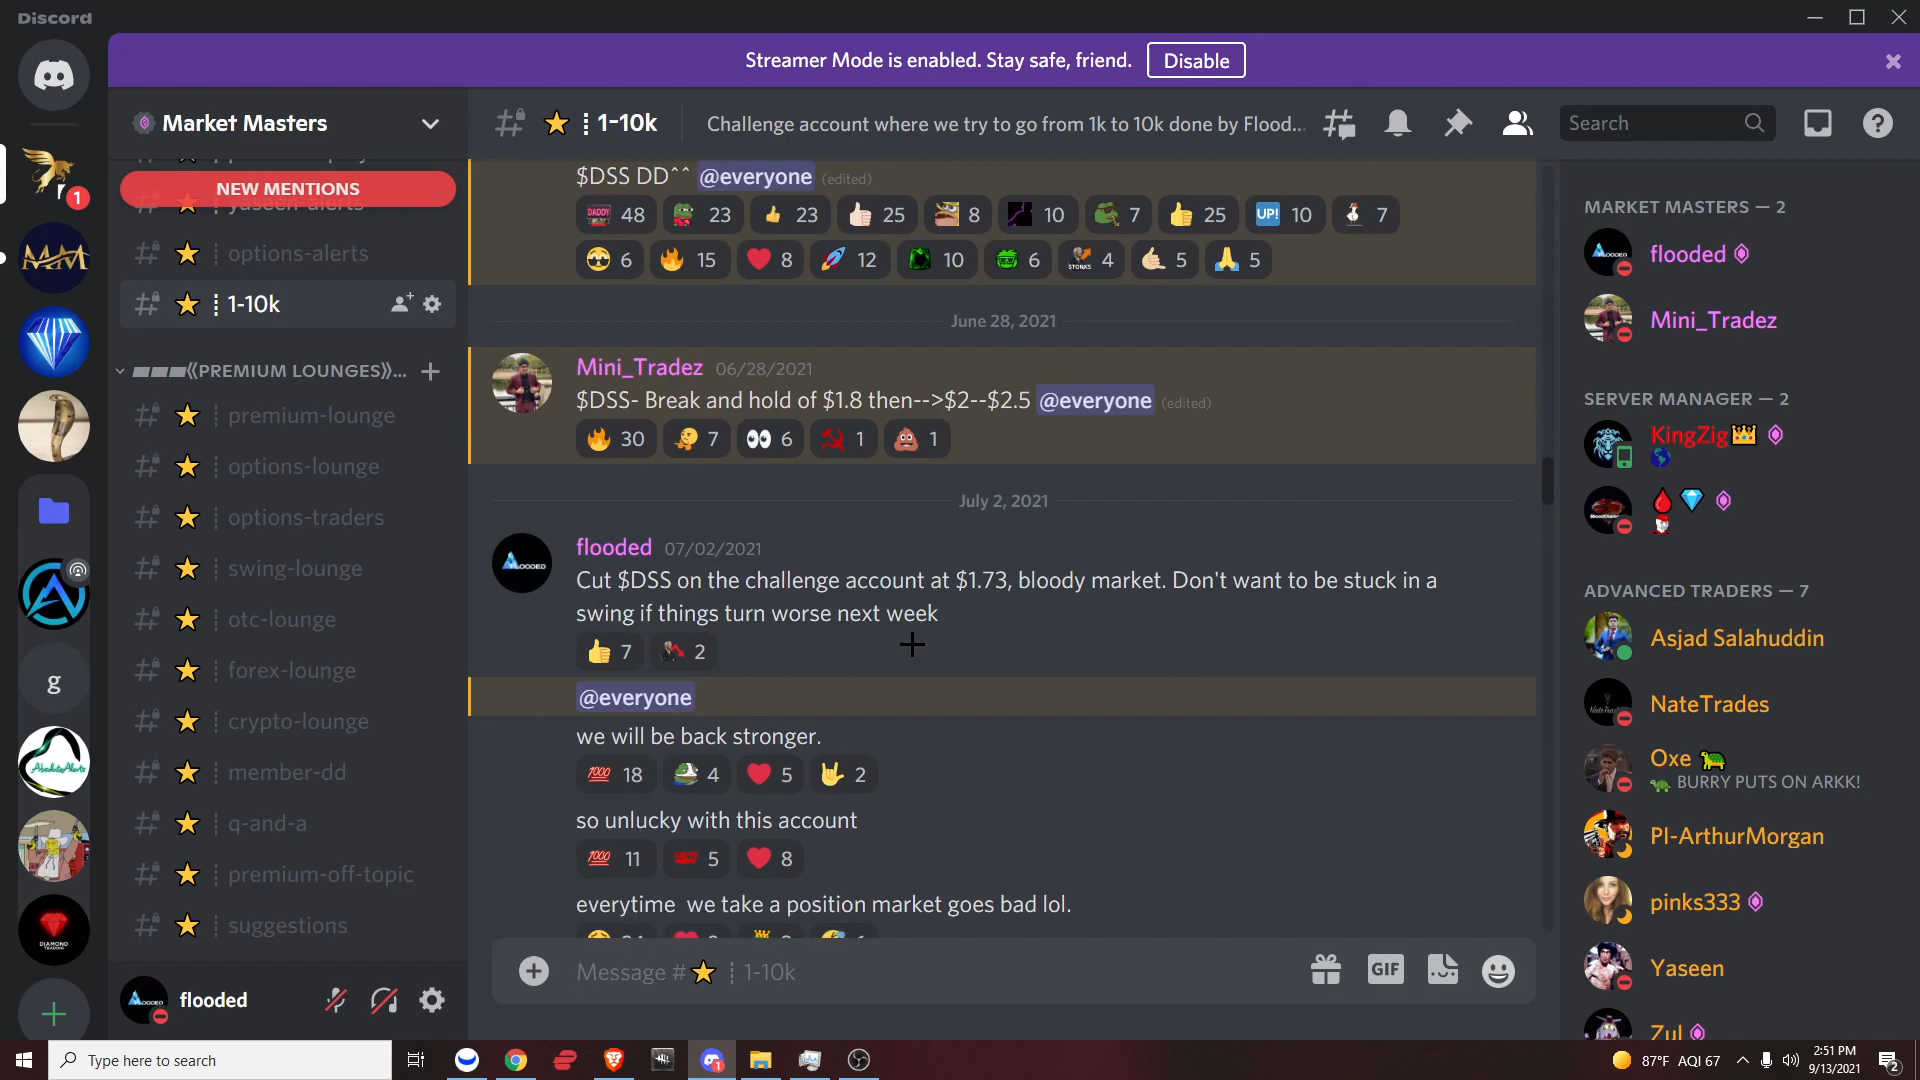 Discord
Streamer Mode is enabled. Stay safe, friend.
Disable
Market Masters
NEW MENTIONS
yaseen-alerts
options-alerts
1-10k
《PREMIUM LOUNGES》...
premium-lounge
options-lounge
options-traders
swing-lounge
otc-lounge
forex-lounge
crypto-lounge
member-dd
q-and-a
premium-off-topic
suggestions
flooded
1
g
AbsoluteAlerts
DIAMOND
TRADING
1-10k
Challenge account where we try to go from 1k to 10k done by Flood...
Search
$DSS DD^^ @everyone (edited)
DADDY 48 23 23 25 8 10 7 25 UP! 10 7
6 15 8 12 10 6 STONKS 4 5 5
June 28, 2021
Mini_Tradez 06/28/2021
$DSS- Break and hold of $1.8 then-->$2--$2.5 @everyone (edited)
30 7 6 1 1
July 2, 2021
flooded 07/02/2021
Cut $DSS on the challenge account at $1.73, bloody market. Don't want to be stuck in a
swing if things turn worse next week
7 2
@everyone
we will be back stronger.
18 4 5 2
so unlucky with this account
11 5 8
everytime we take a position market goes bad lol.
Message # 1-10k
GIF
MARKET MASTERS — 2
flooded
Mini_Tradez
SERVER MANAGER — 2
KingZig
ADVANCED TRADERS — 7
Asjad Salahuddin
NateTrades
Oxe
BURRY PUTS ON ARKK!
PI-ArthurMorgan
pinks333
Yaseen
Zul
Type here to search
1
87°F AQI 67
2:51 PM
9/13/2021
2